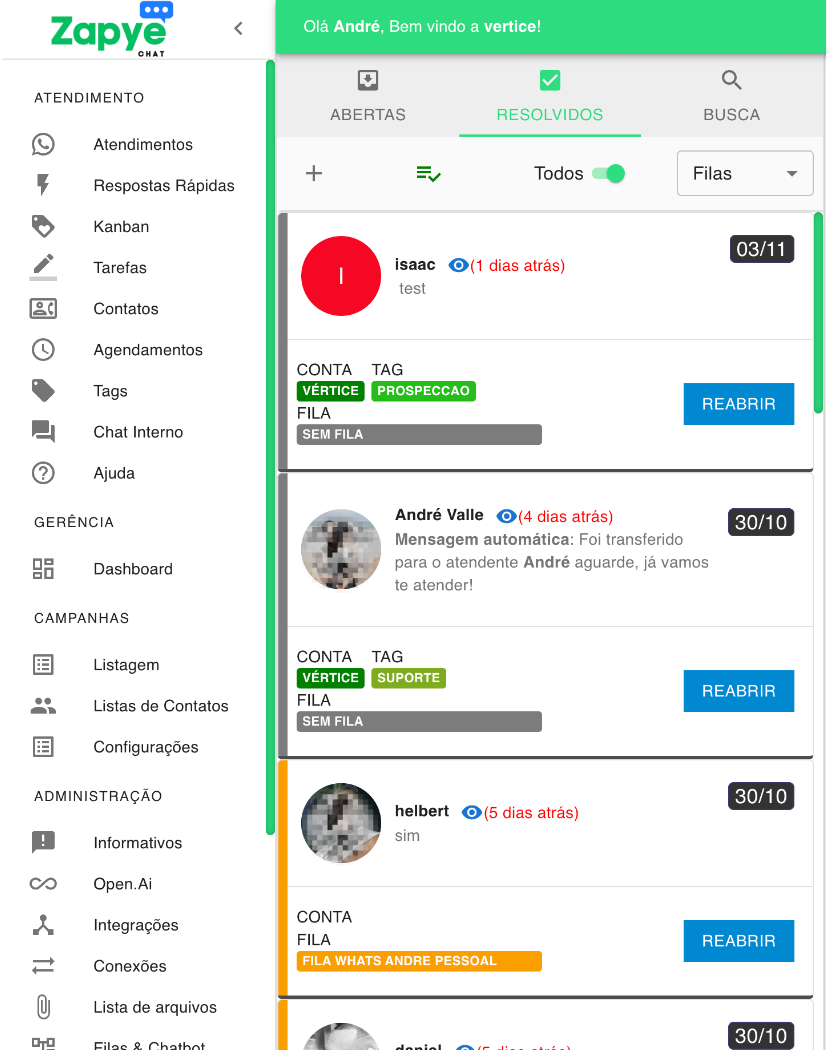 Zapye
CHAT
Olá André, Bem vindo a vertice!
ATENDIMENTO
Atendimentos
Respostas Rápidas
Kanban
Tarefas
Contatos
Agendamentos
Tags
Chat Interno
Ajuda
GERÊNCIA
Dashboard
CAMPANHAS
Listagem
Listas de Contatos
Configurações
ADMINISTRAÇÃO
Informativos
Open.Ai
Integrações
Conexões
Lista de arquivos
Filas & Chatbot
ABERTAS
RESOLVIDOS
BUSCA
Todos
Filas
I
isaac (1 dias atrás)
03/11
test
CONTA TAG
VÉRTICE PROSPECCAO
FILA
SEM FILA
REABRIR
André Valle (4 dias atrás)
30/10
Mensagem automática: Foi transferido
para o atendente André aguarde, já vamos
te atender!
CONTA TAG
VÉRTICE SUPORTE
FILA
SEM FILA
REABRIR
helbert (5 dias atrás)
30/10
sim
CONTA
FILA
FILA WHATS ANDRE PESSOAL
REABRIR
daniel (5 dias atrás)
30/10